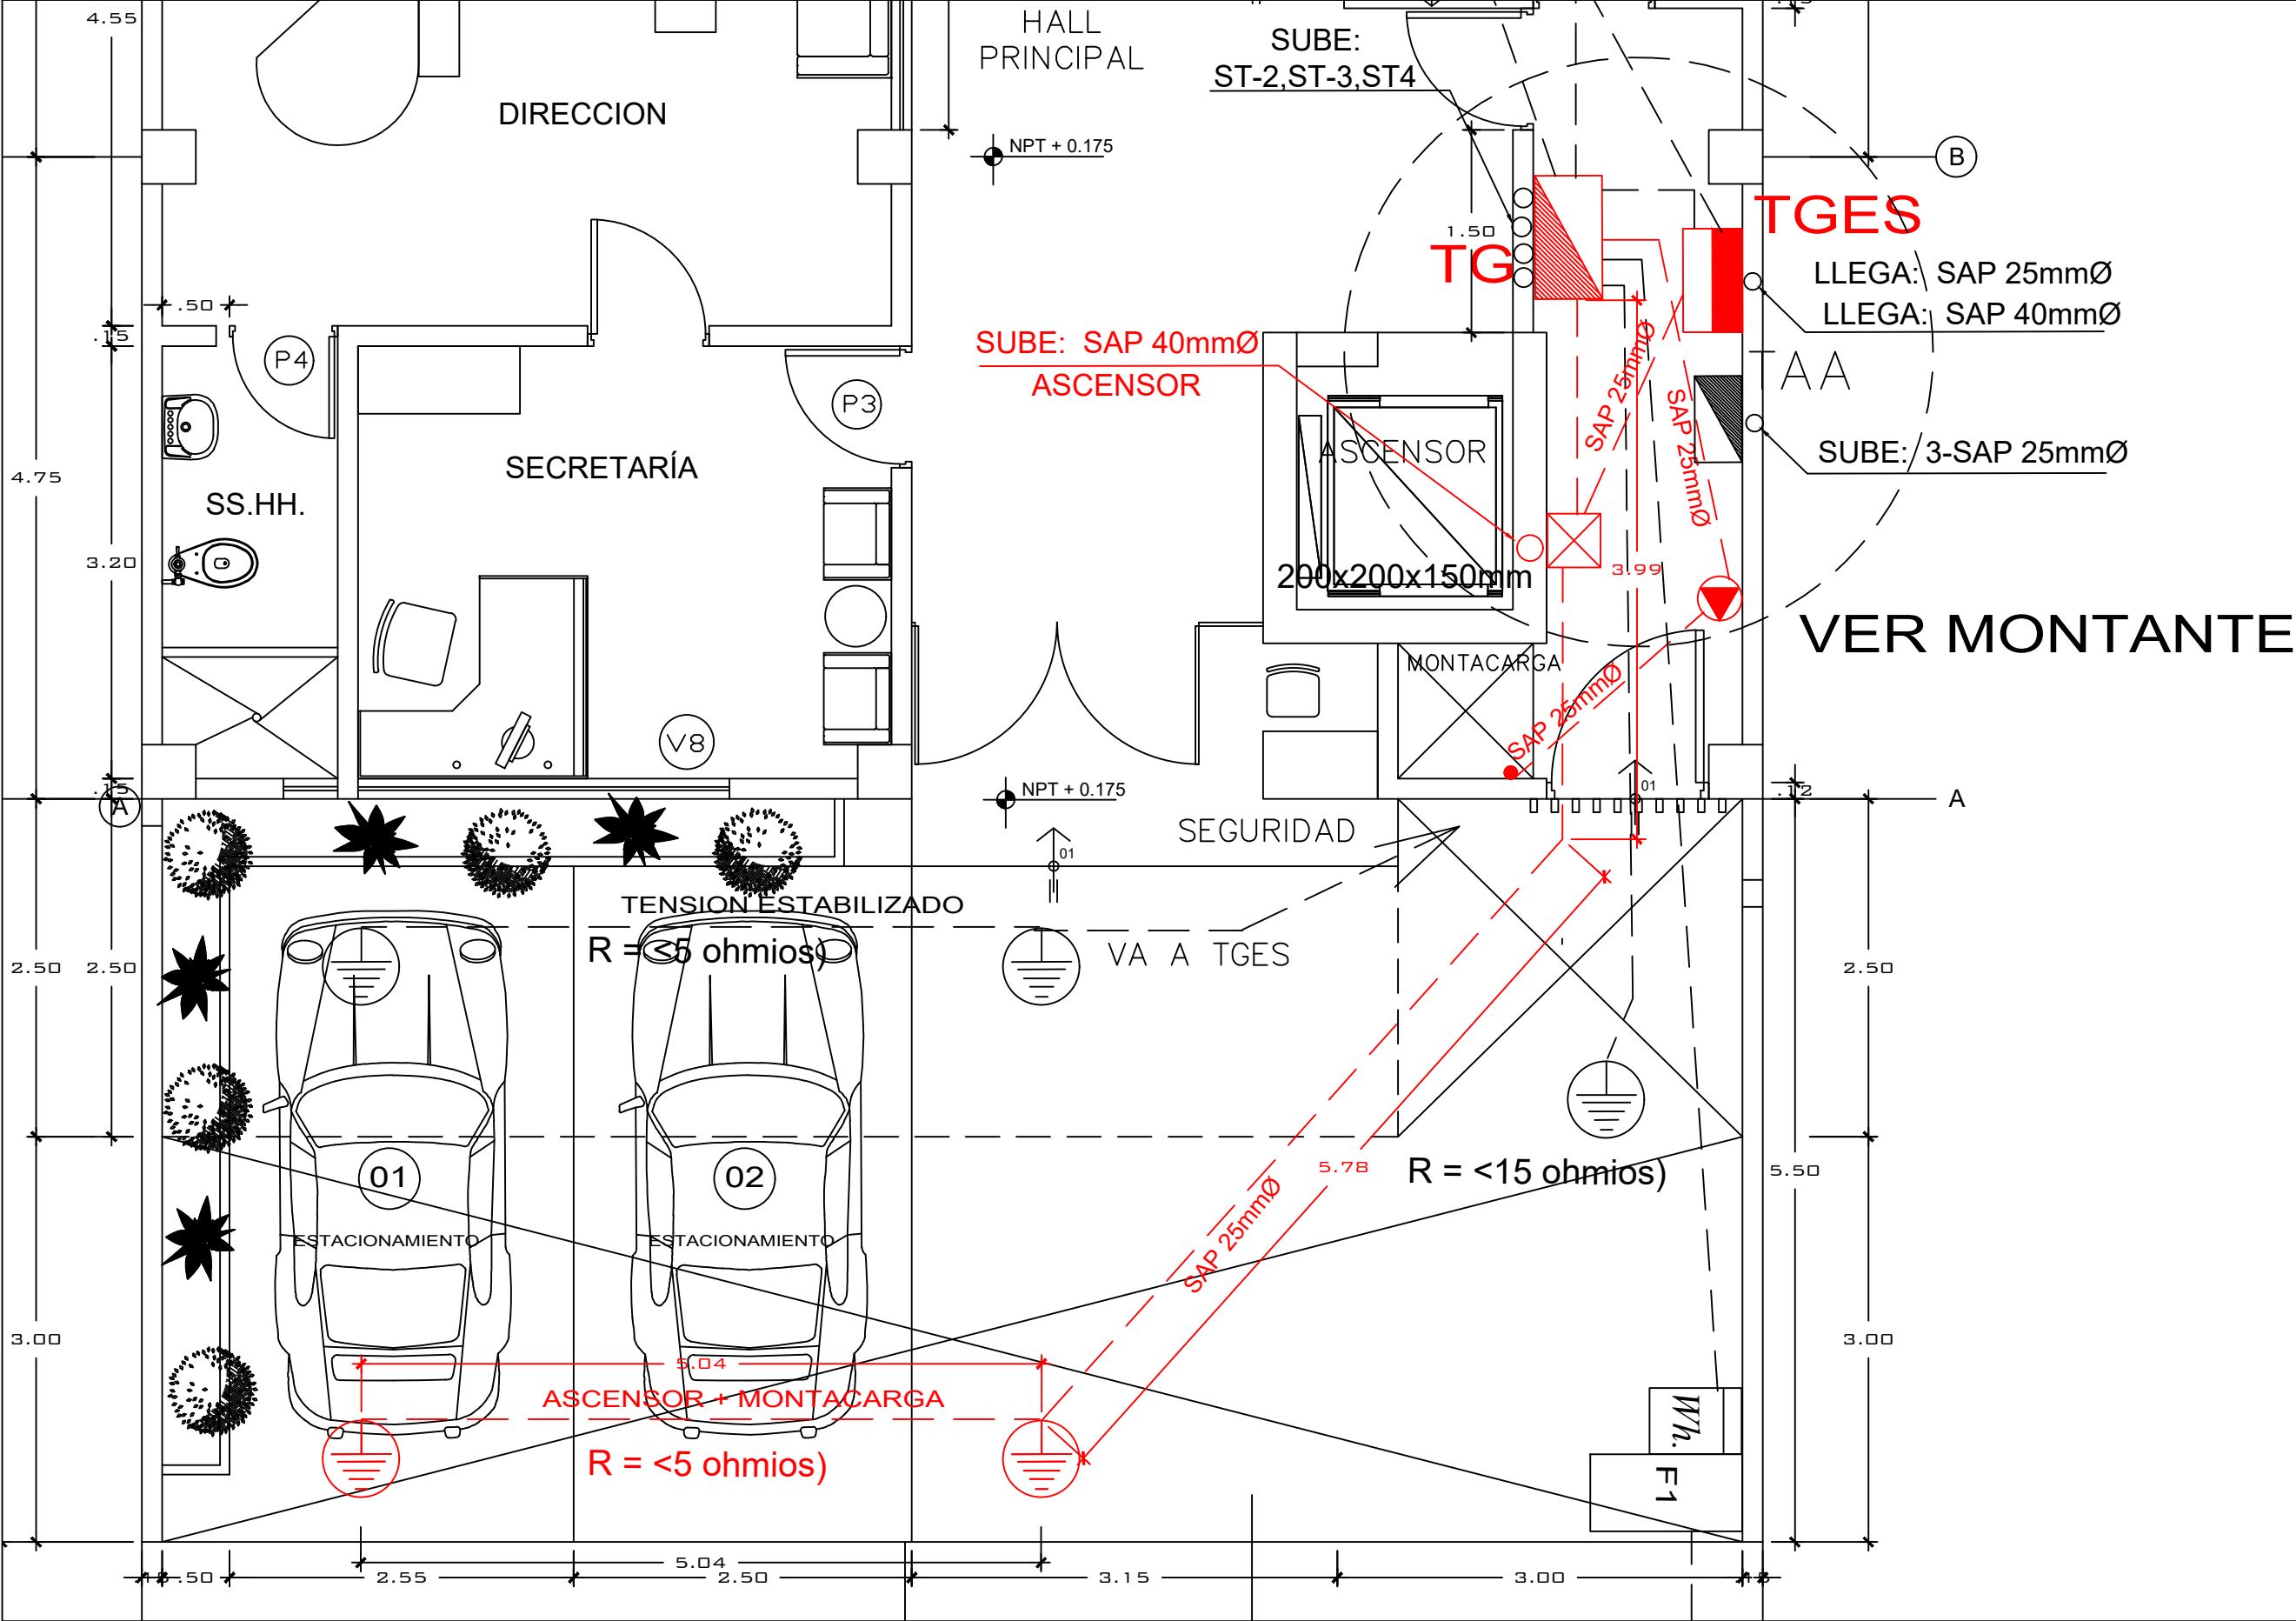 4.55
HALL
PRINCIPAL
SUBE:
ST-2,ST-3,ST4
DIRECCION
NPT + 0.175
B
TGES
1.50
TG
LLEGA: SAP 25mmØ
LLEGA: SAP 40mmØ
.50
.15
P4
SUBE: SAP 40mmØ
ASCENSOR
SAP 25mmØ
AA
P3
SAP 25mmØ
ASCENSOR
SUBE: 3-SAP 25mmØ
4.75
SECRETARÍA
SS.HH.
3.20
3.99
200x200x150mm
VER MONTANTE
MONTACARGA
SAP 25mmØ
V8
.15
A
NPT + 0.175
01
.12
A
SEGURIDAD
01
TENSION ESTABILIZADO
R = <5 ohmios)
VA A TGES
2.50
2.50
2.50
01
02
5.78
R = <15 ohmios)
5.50
SAP 25mmØ
ESTACIONAMIENTO
ESTACIONAMIENTO
3.00
3.00
5.04
ASCENSOR + MONTACARGA
Wh.
R = <5 ohmios)
F1
5.04
.50
2.55
2.50
3.15
3.00